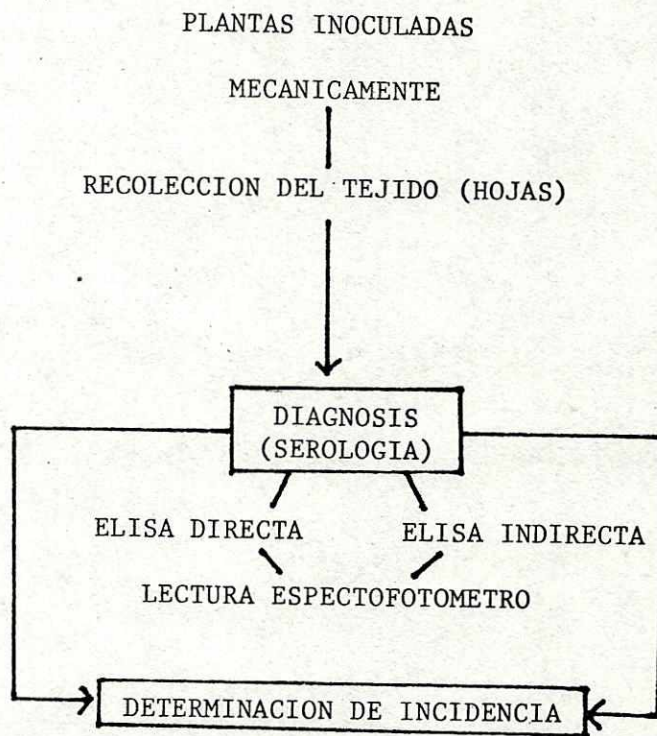 PLANTAS INOCULADAS
MECANICAMENTE
RECOLECCION DEL TEJIDO (HOJAS)
DIAGNOSIS
(SEROLOGIA)
ELISA DIRECTA
ELISA INDIRECTA
LECTURA ESPECTOFOTOMETRO
DETERMINACION DE INCIDENCIA